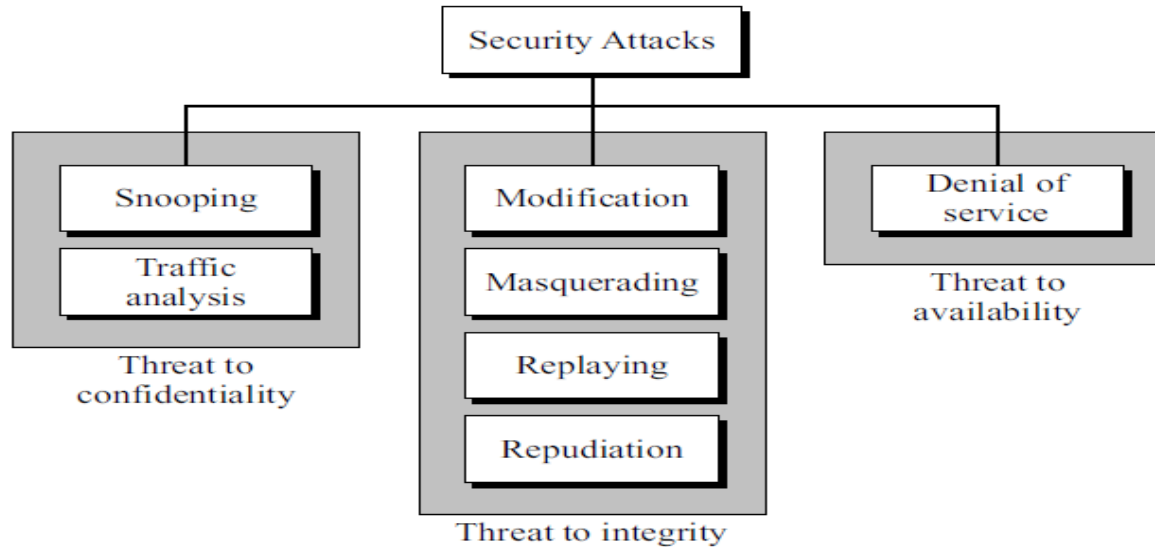 Security Attacks
Snooping
Traffic
analysis
Threat to
confidentiality
Modification
Masquerading
Replaying
Repudiation
Threat to integrity
Denial of
service
Threat to
availability